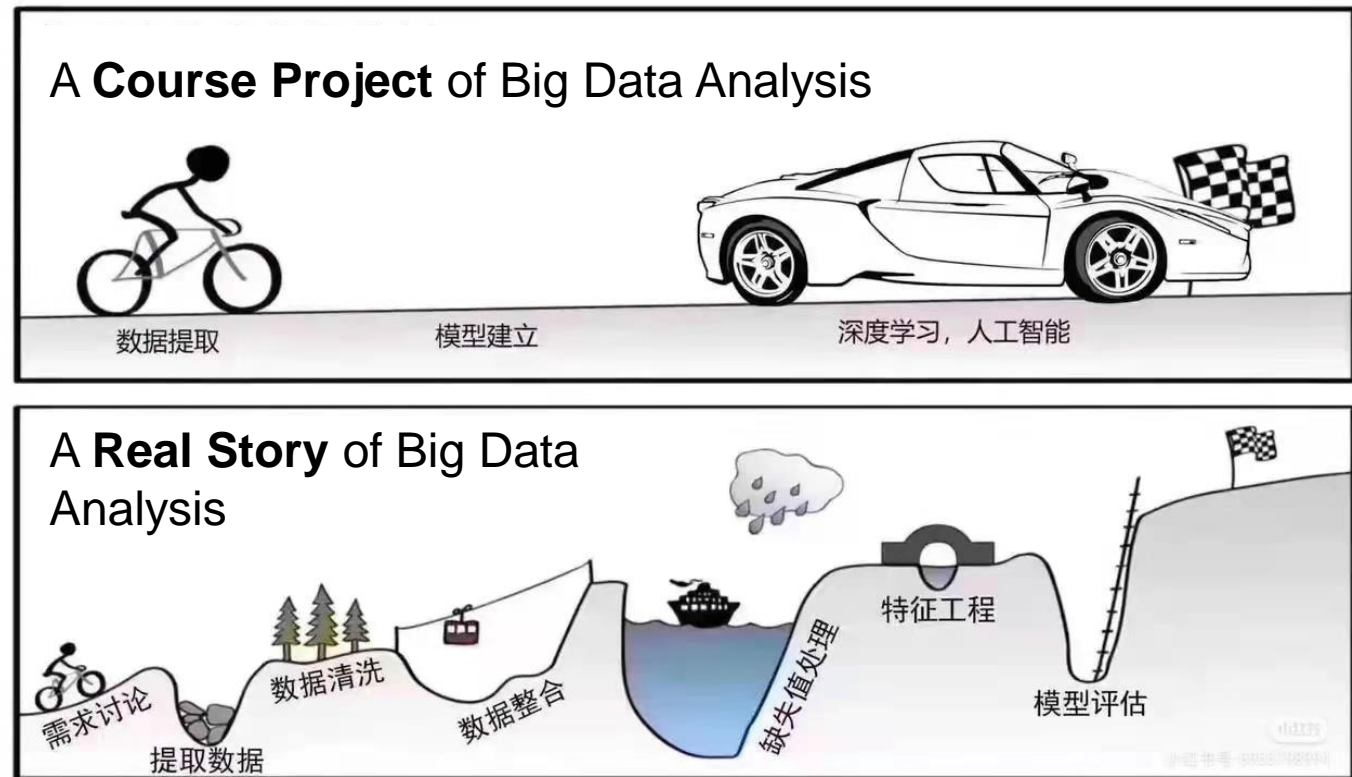 A Course Project of Big Data Analysis
数据提取
模型建立
深度学习，人工智能
A Real Story of Big Data
Analysis
需求讨论
提取数据
数据清洗
数据整合
缺失值处理
特征工程
模型评估
小红书